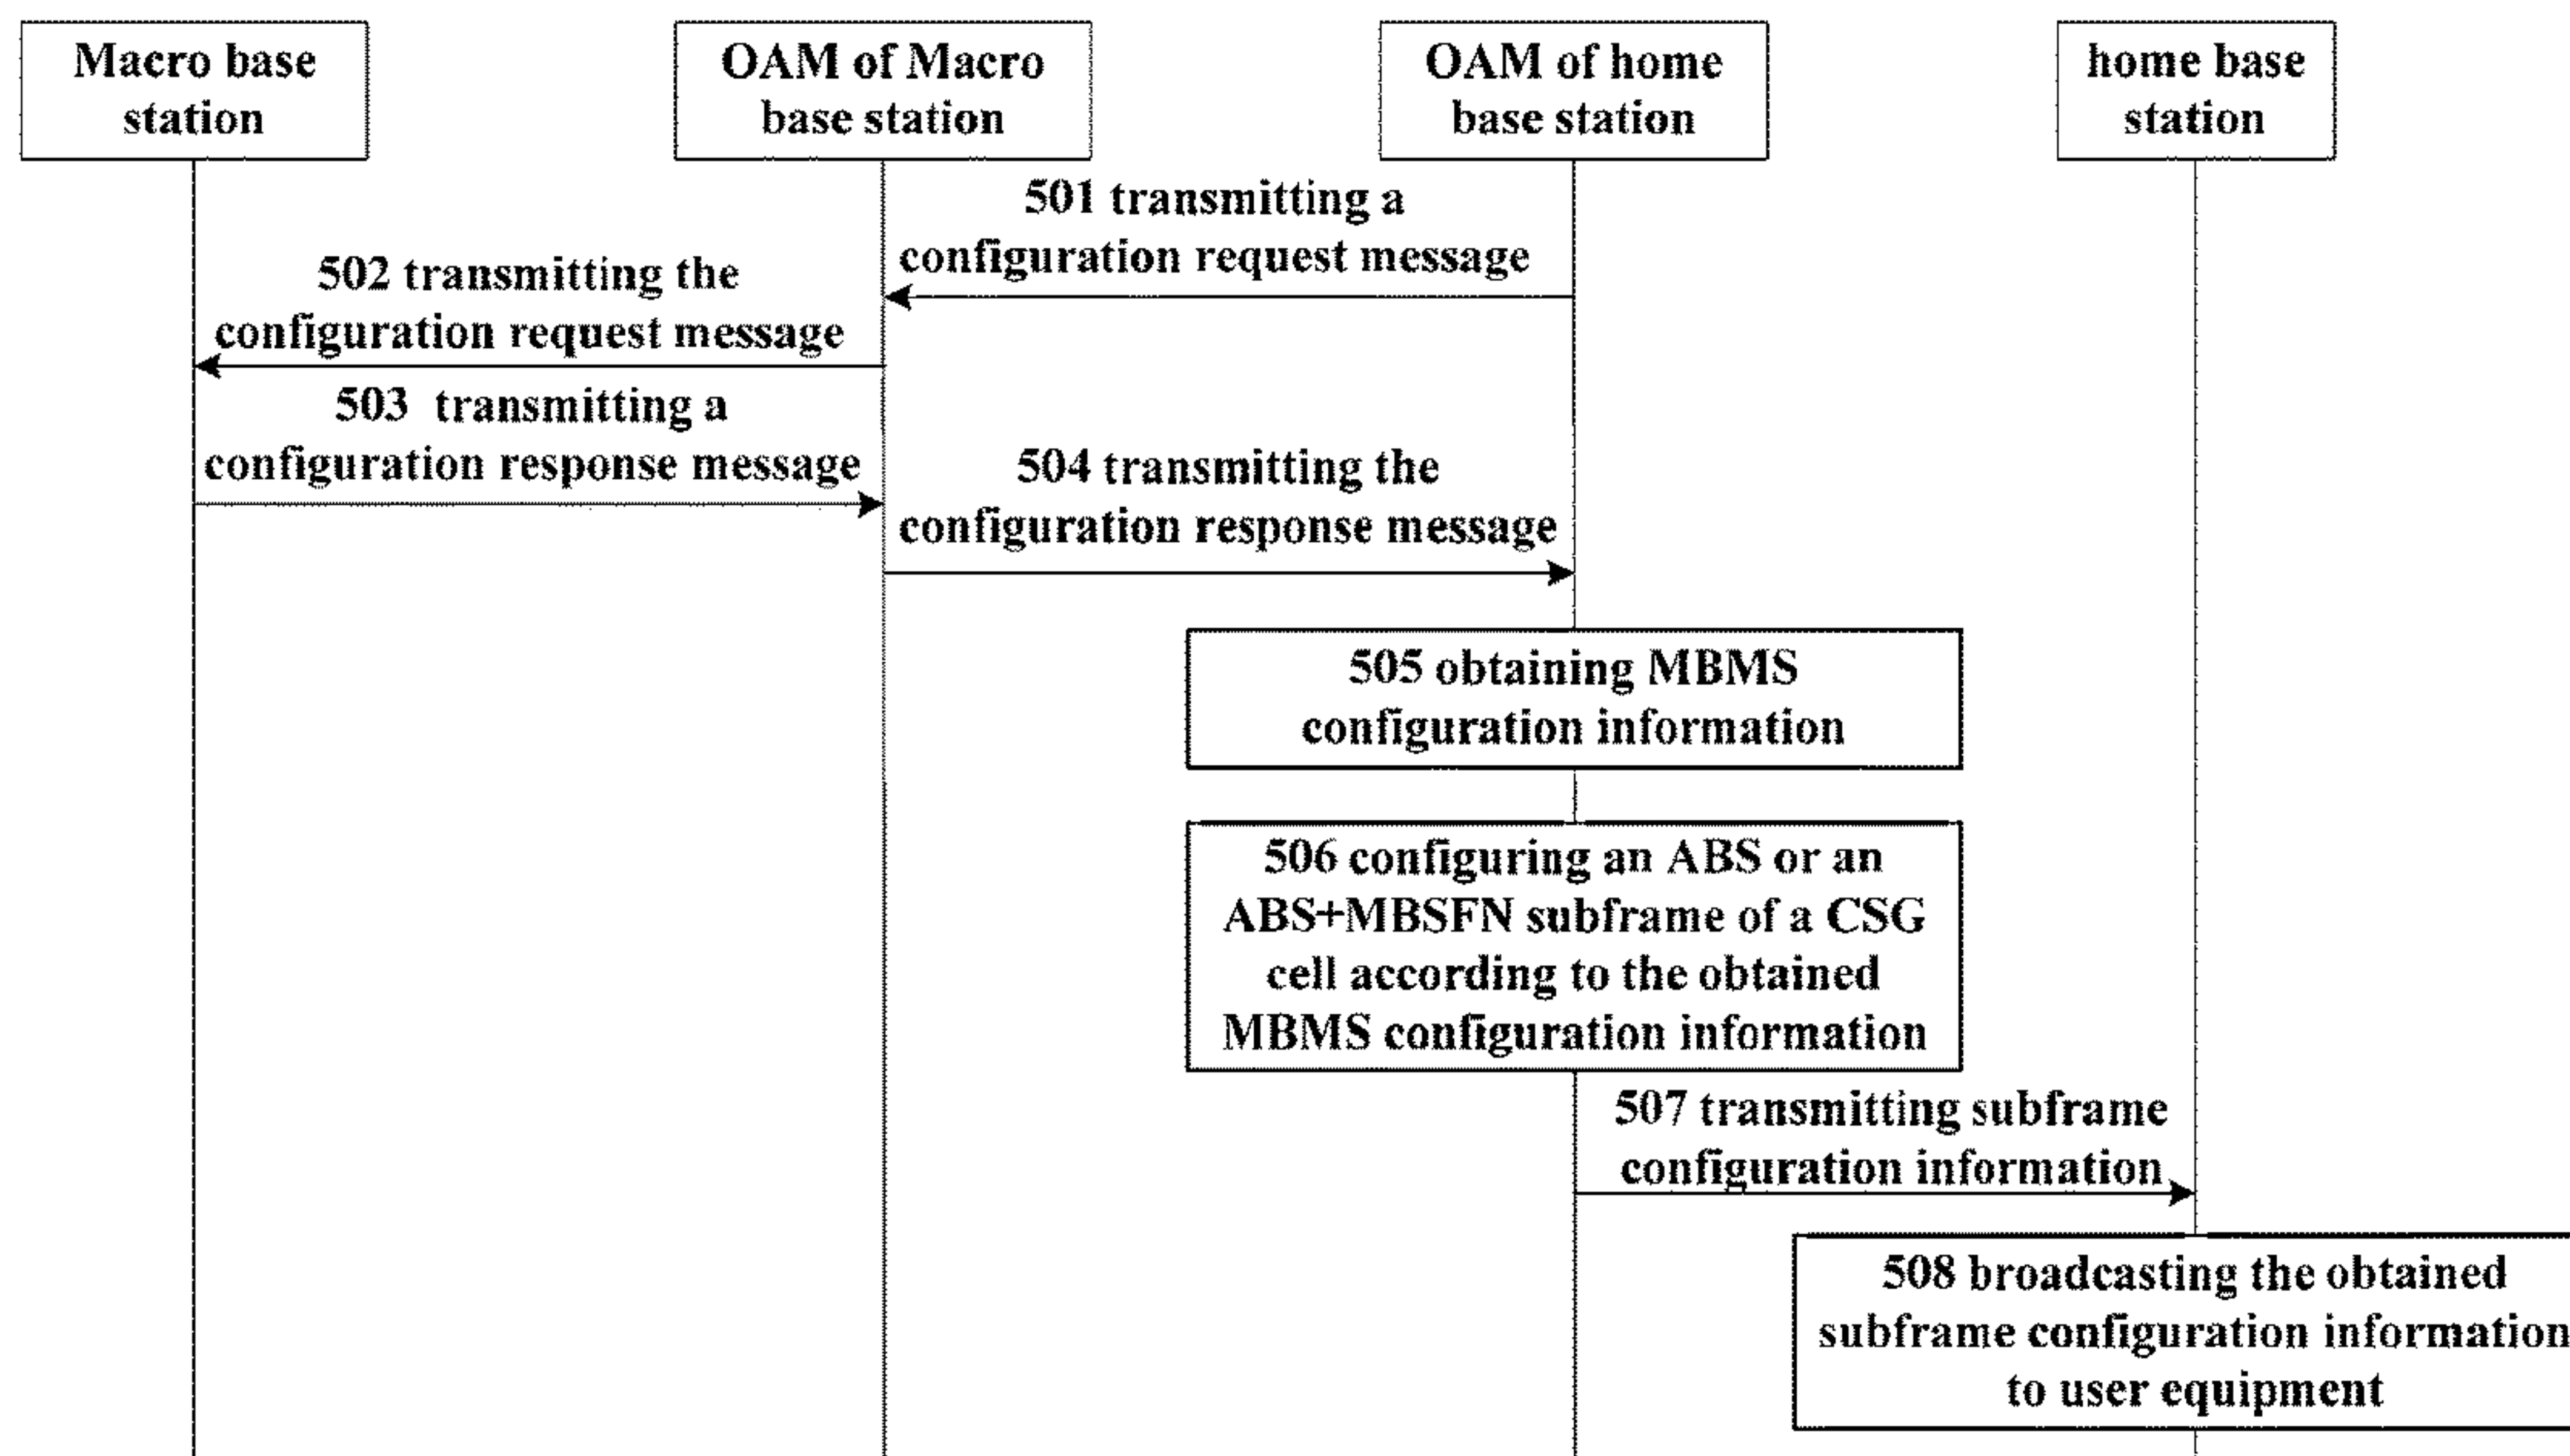 Macro base
station
OAM of Macro
base station
OAM of home
base station
home base
station
501 transmitting a
configuration request message
502 transmitting the
configuration request message
503 transmitting a
configuration response message
504 transmitting the
configuration response message
505 obtaining MBMS
configuration information
506 configuring an ABS or an
ABS+MBSFN subframe of a CSG
cell according to the obtained
MBMS configuration information
507 transmitting subframe
configuration information
508 broadcasting the obtained
subframe configuration information
to user equipment